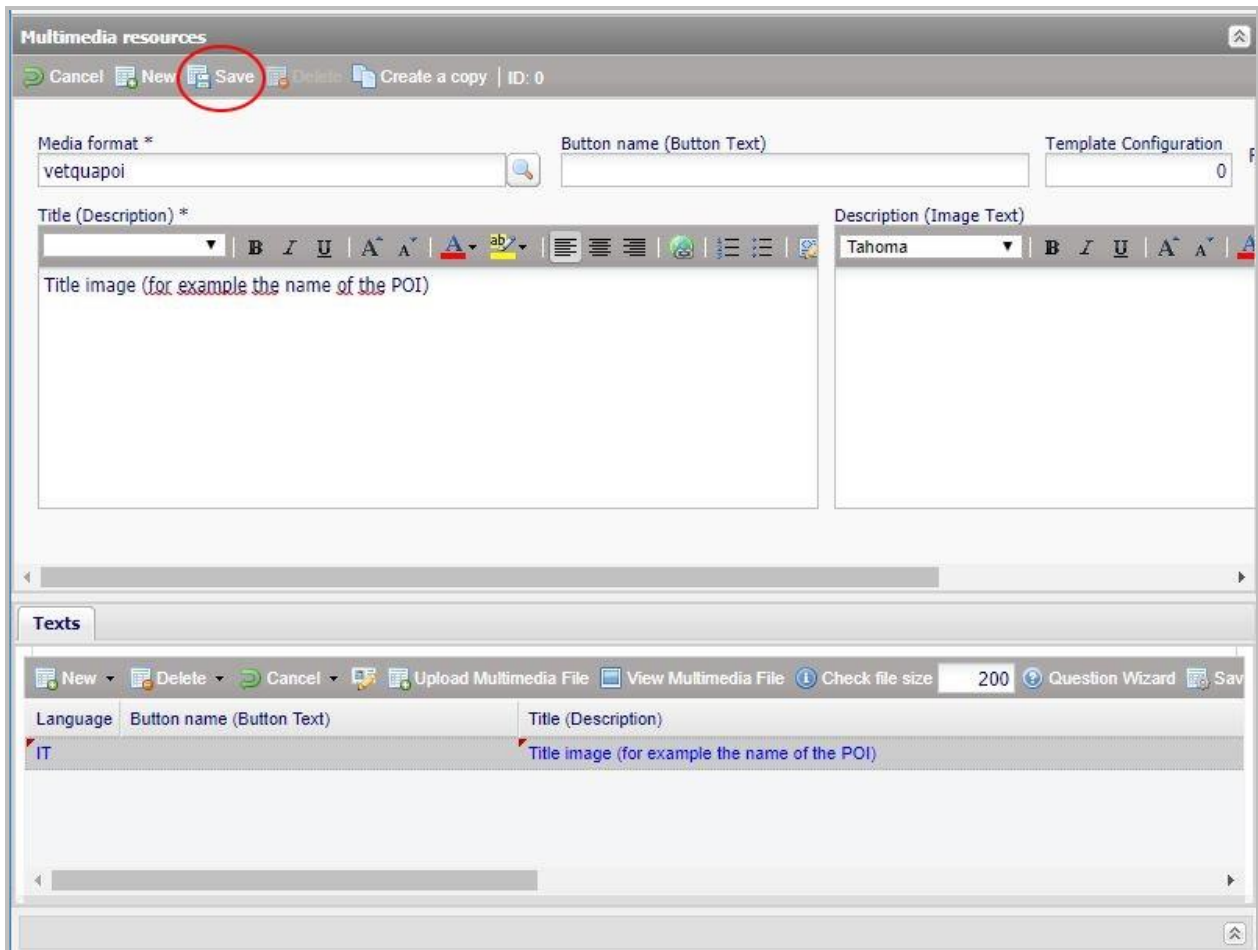 Multimedia resources
Cancel New Save Delete Create a copy | ID: 0
Media format * Button name (Button Text) Template Configuration
vetquapoi 0
Title (Description) * Description (Image Text)
B I U A A A ab Tahoma B I U A A A
Title image (for example the name of the POI)
Texts
New Delete Cancel Upload Multimedia File View Multimedia File Check file size 200 Question Wizard Sav
Language Button name (Button Text) Title (Description)
IT Title image (for example the name of the POI)